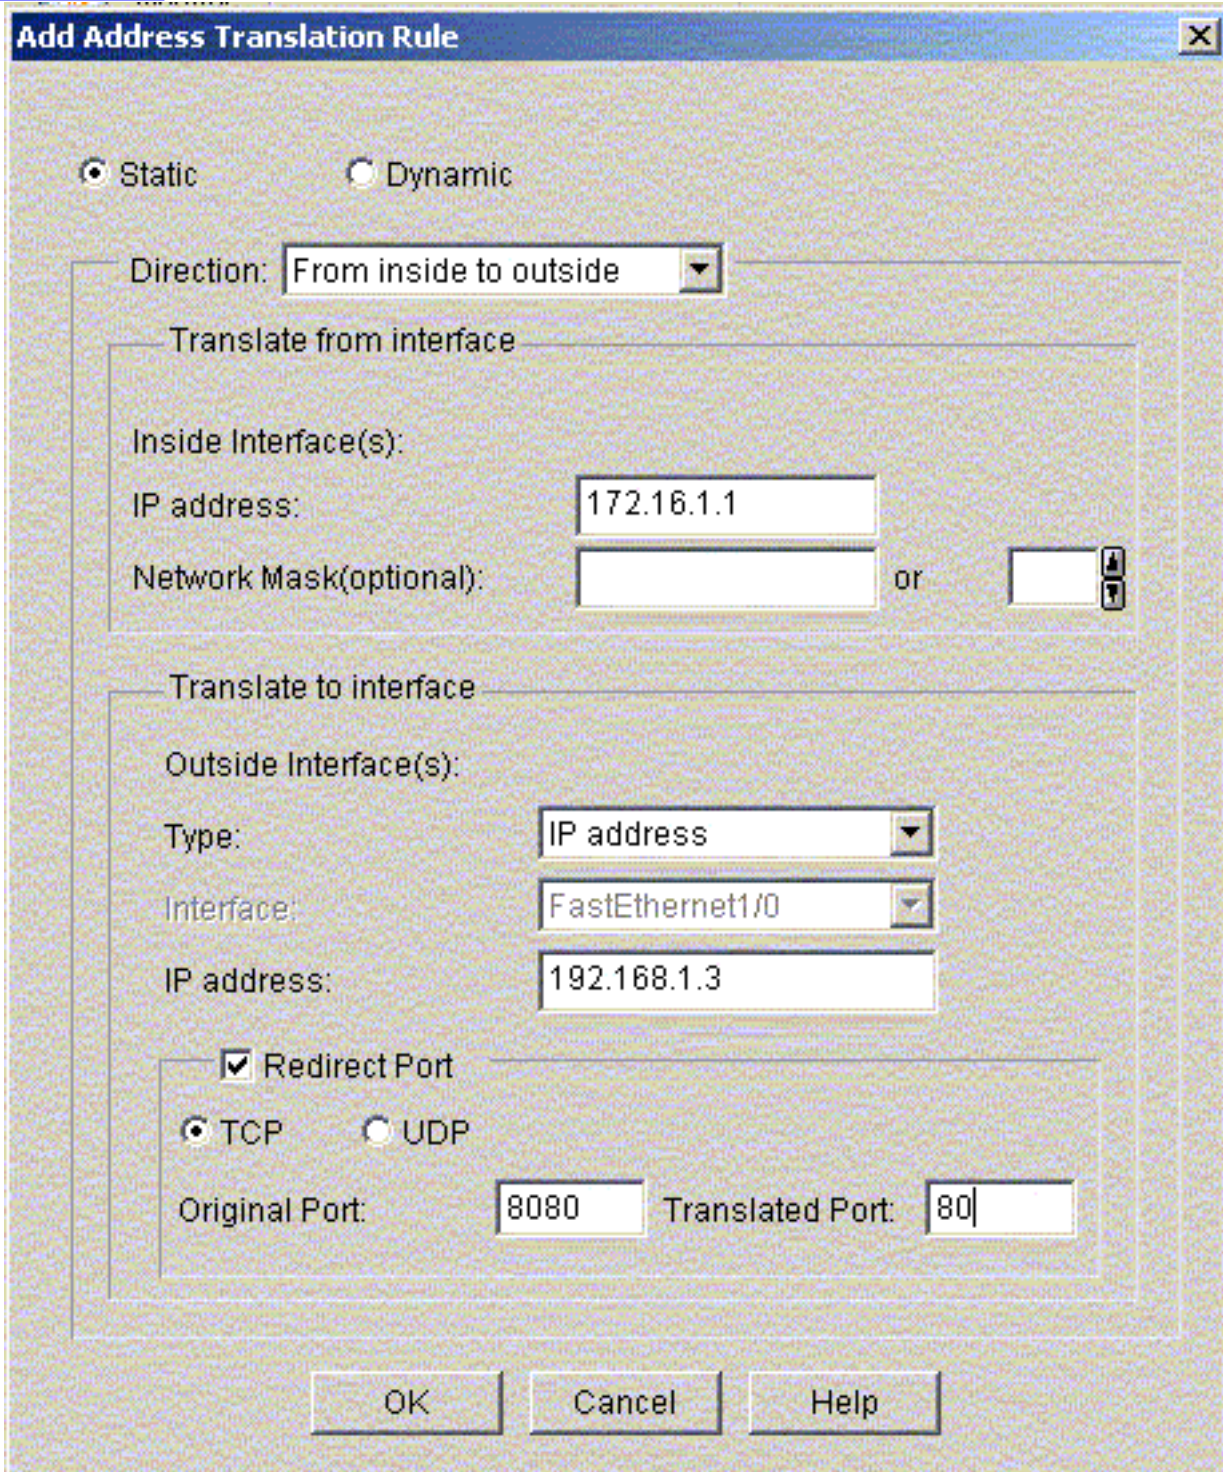 Add Address Translation Rule
Static Dynamic
Direction: From inside to outside
Translate from interface
Inside Interface(s):
IP address: 172.16.1.1
Network Mask(optional): or
Translate to interface
Outside Interface(s):
Type: IP address
Interface: FastEthernet1/0
IP address: 192.168.1.3
Redirect Port
TCP UDP
Original Port: 8080 Translated Port: 80
OK Cancel Help